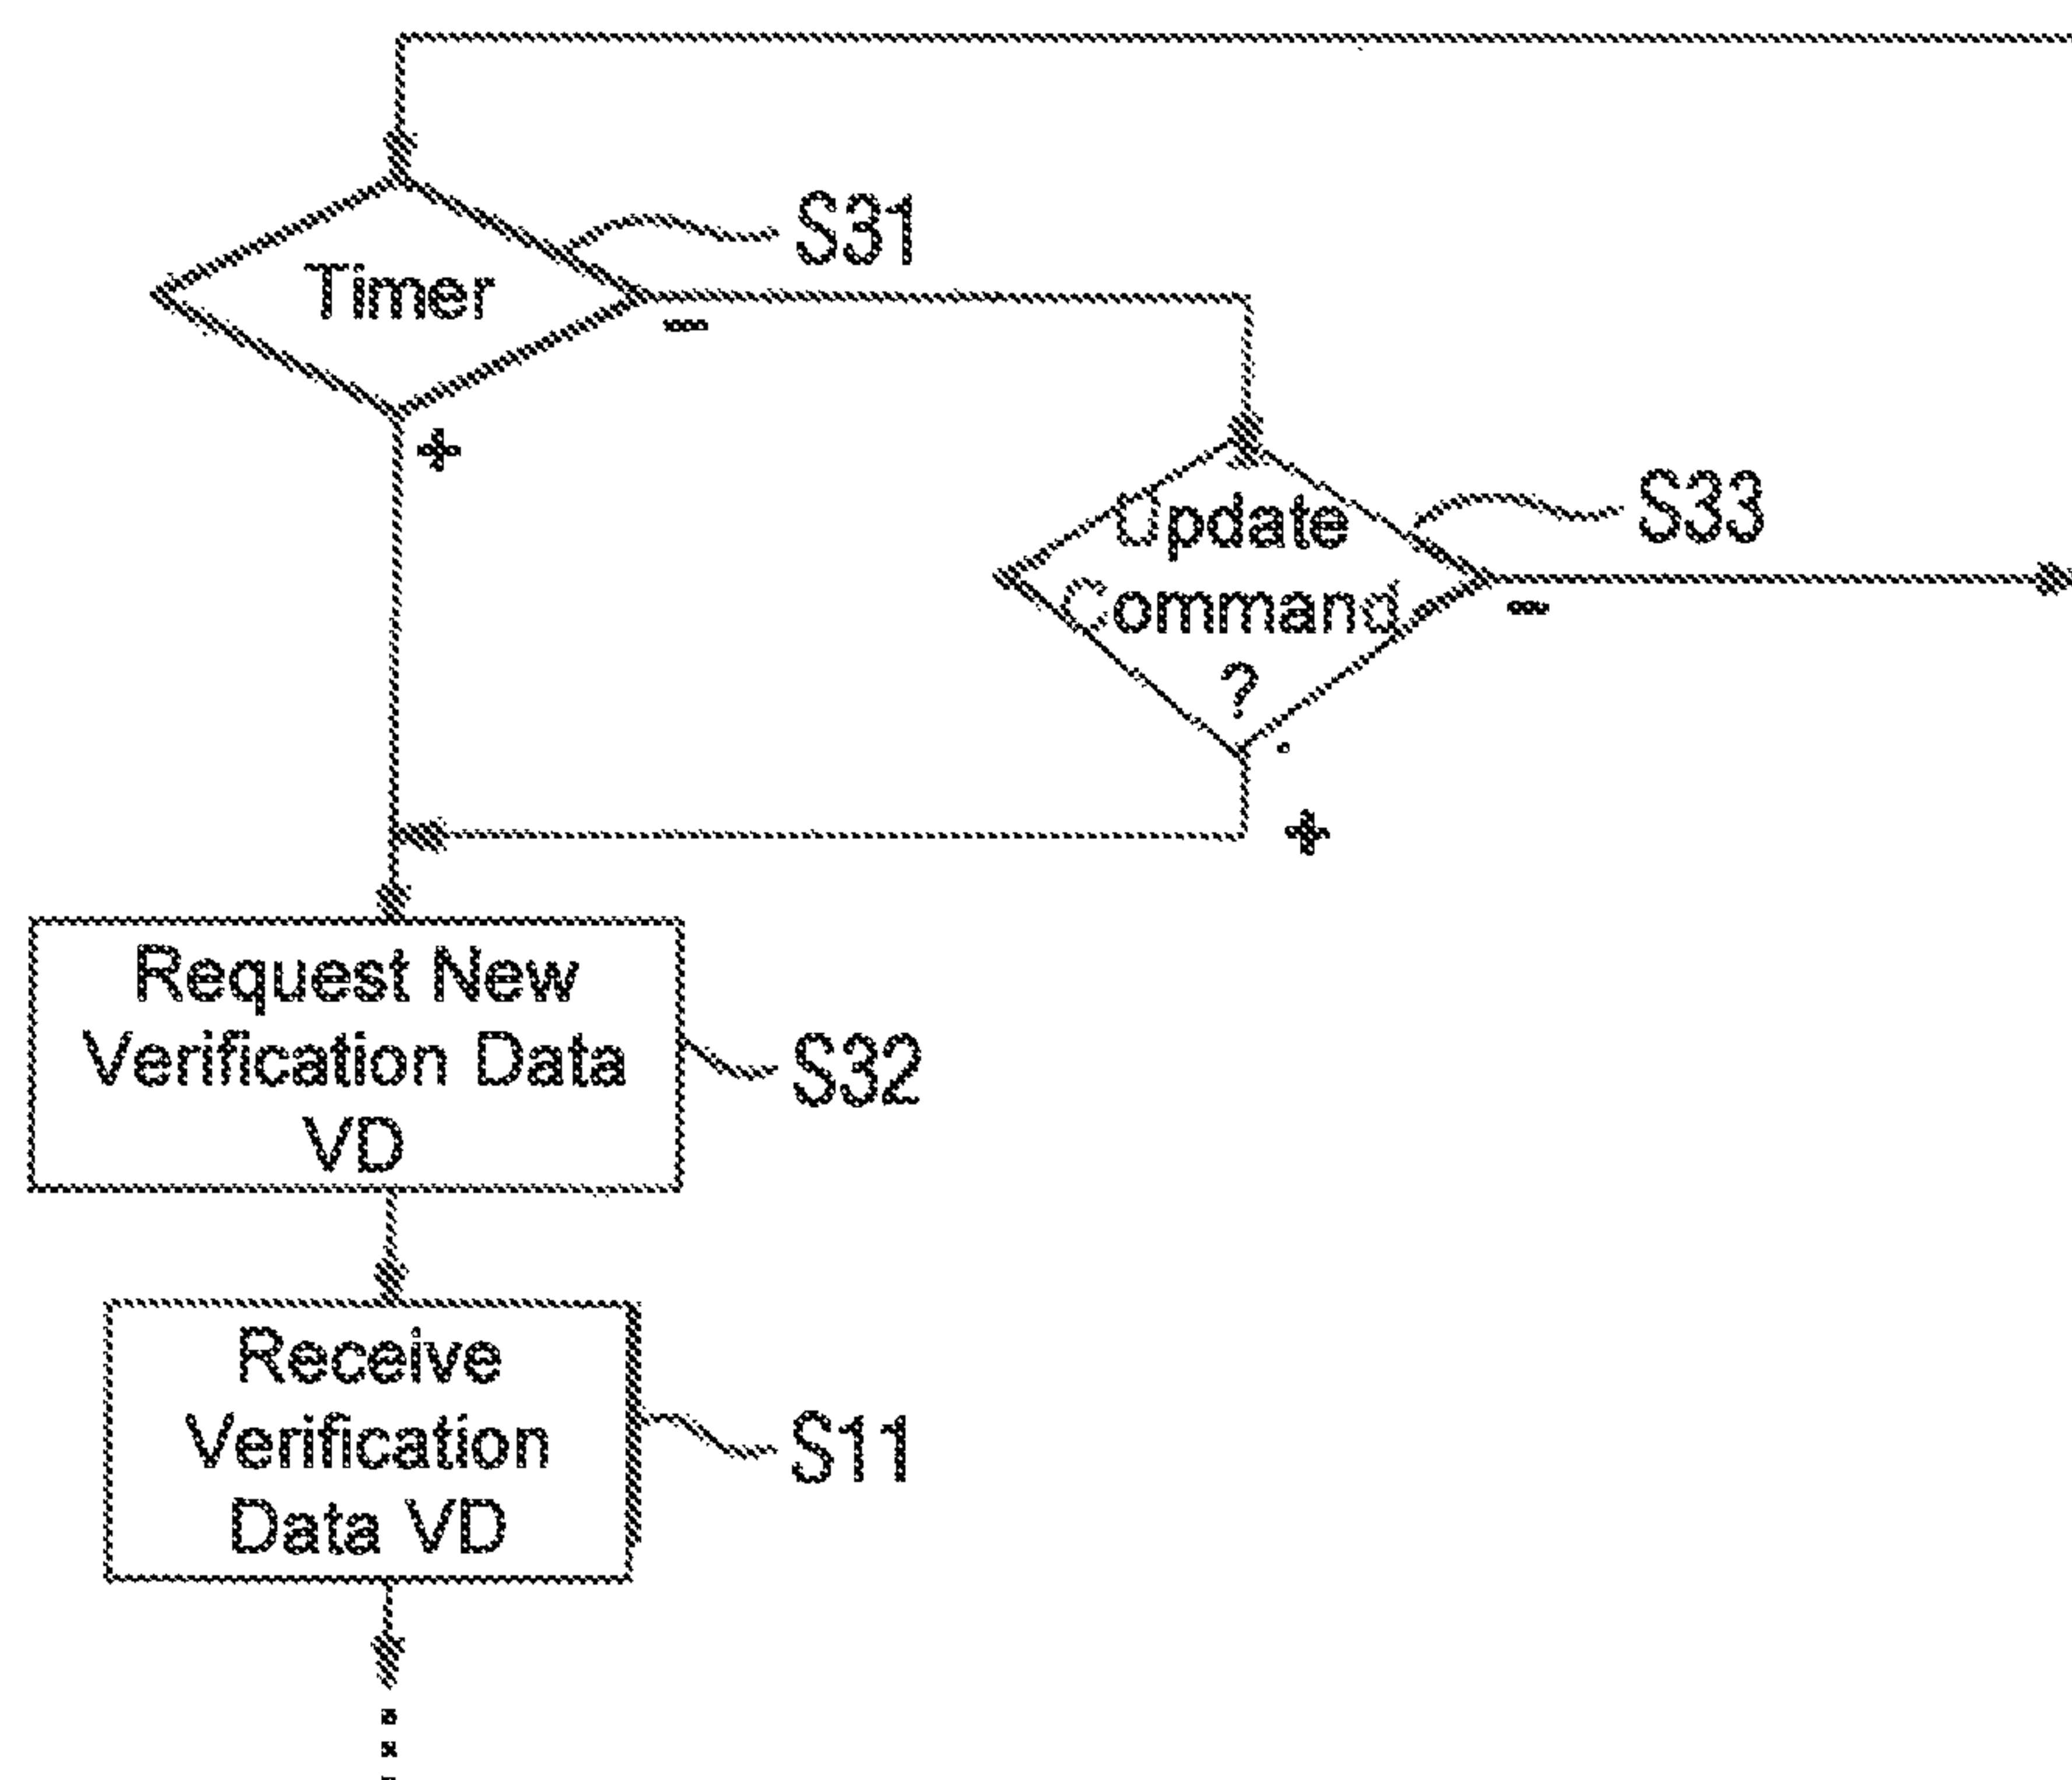 Timer
S31
−
+
Update
Command
?
S33
−
+
Request New
Verification Data
VD
S32
Receive
Verification
Data VD
S11